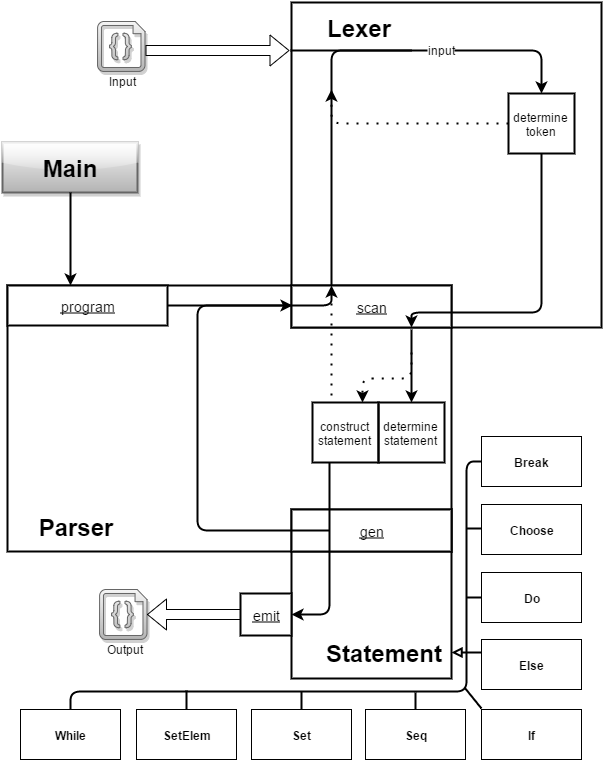 Lexer
{}
Input
input
determine
token
Main
program
scan
construct
statement
determine
statement
Break
Parser
gen
Choose
{}
Output
emit
Do
Statement
Else
While
SetElem
Set
Seq
If